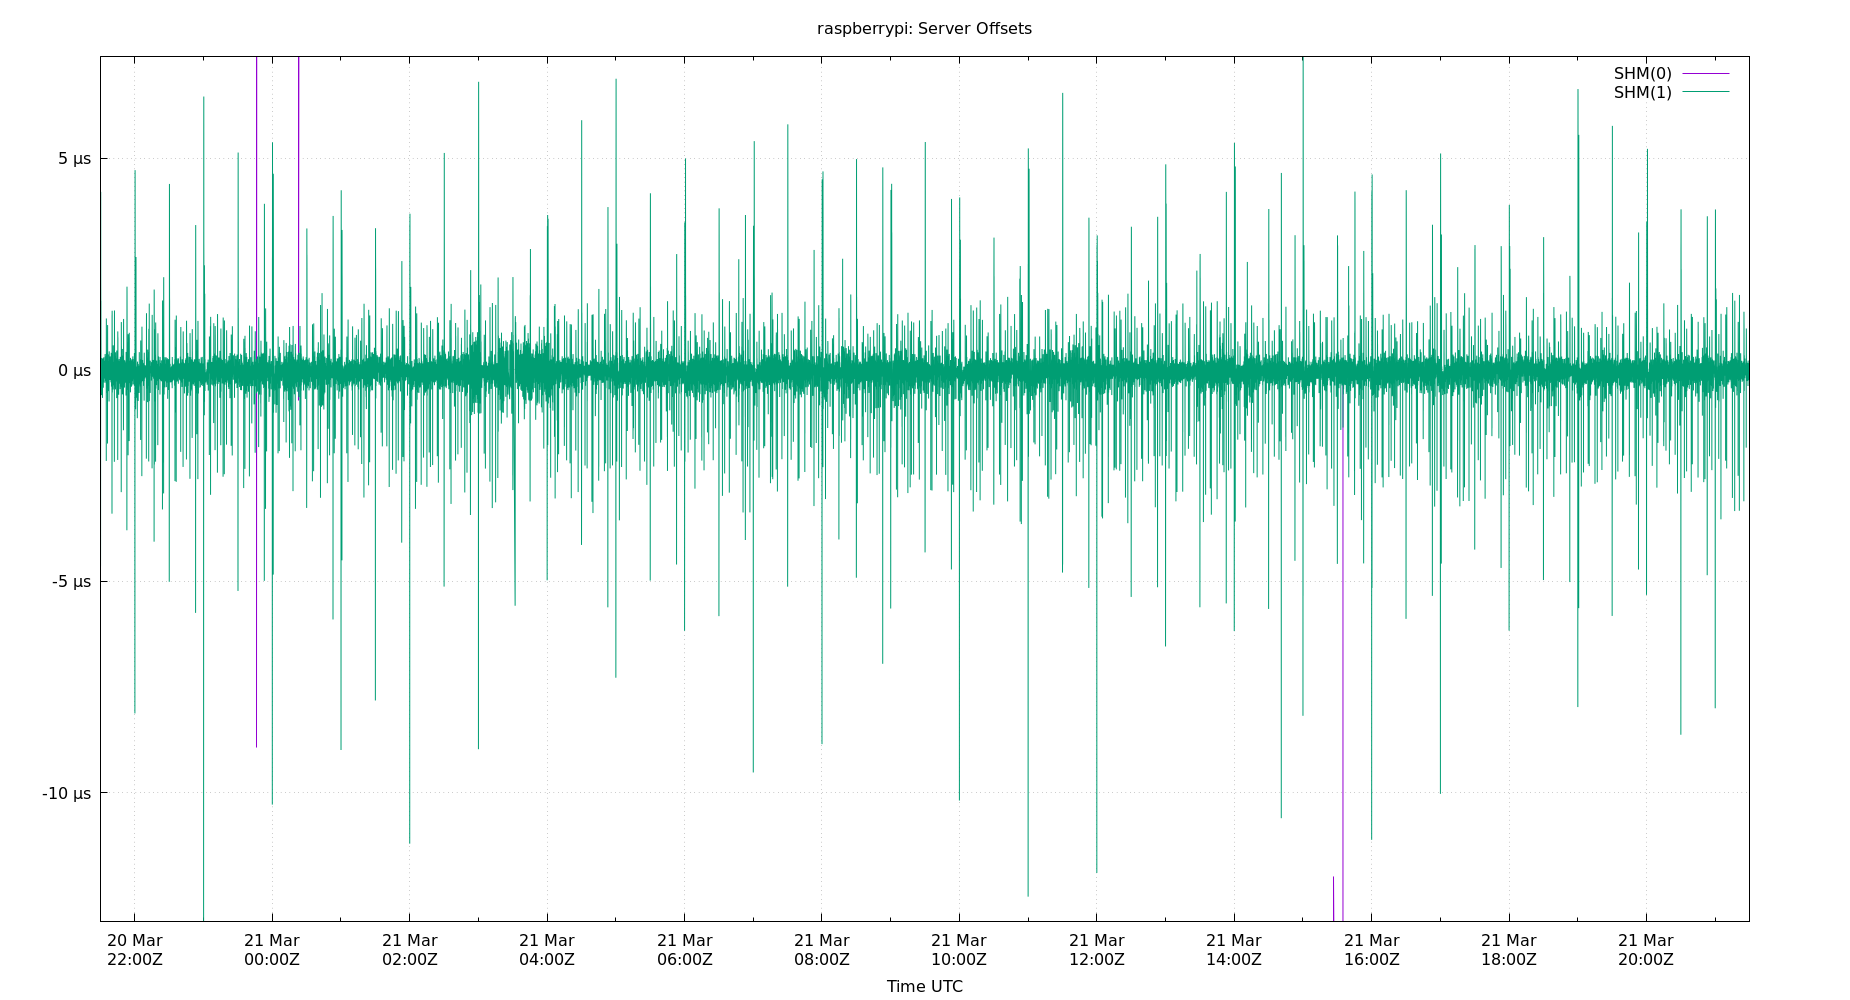 raspberrypi: Server Offsets
SHM(0)
SHM(1)
5 µs
0 µs
-5 µs
-10 µs
20 Mar 21 Mar 21 Mar 21 Mar 21 Mar 21 Mar 21 Mar 21 Mar 21 Mar 21 Mar 21 Mar 21 Mar
22:00Z 00:00Z 02:00Z 04:00Z 06:00Z 08:00Z 10:00Z 12:00Z 14:00Z 16:00Z 18:00Z 20:00Z
Time UTC